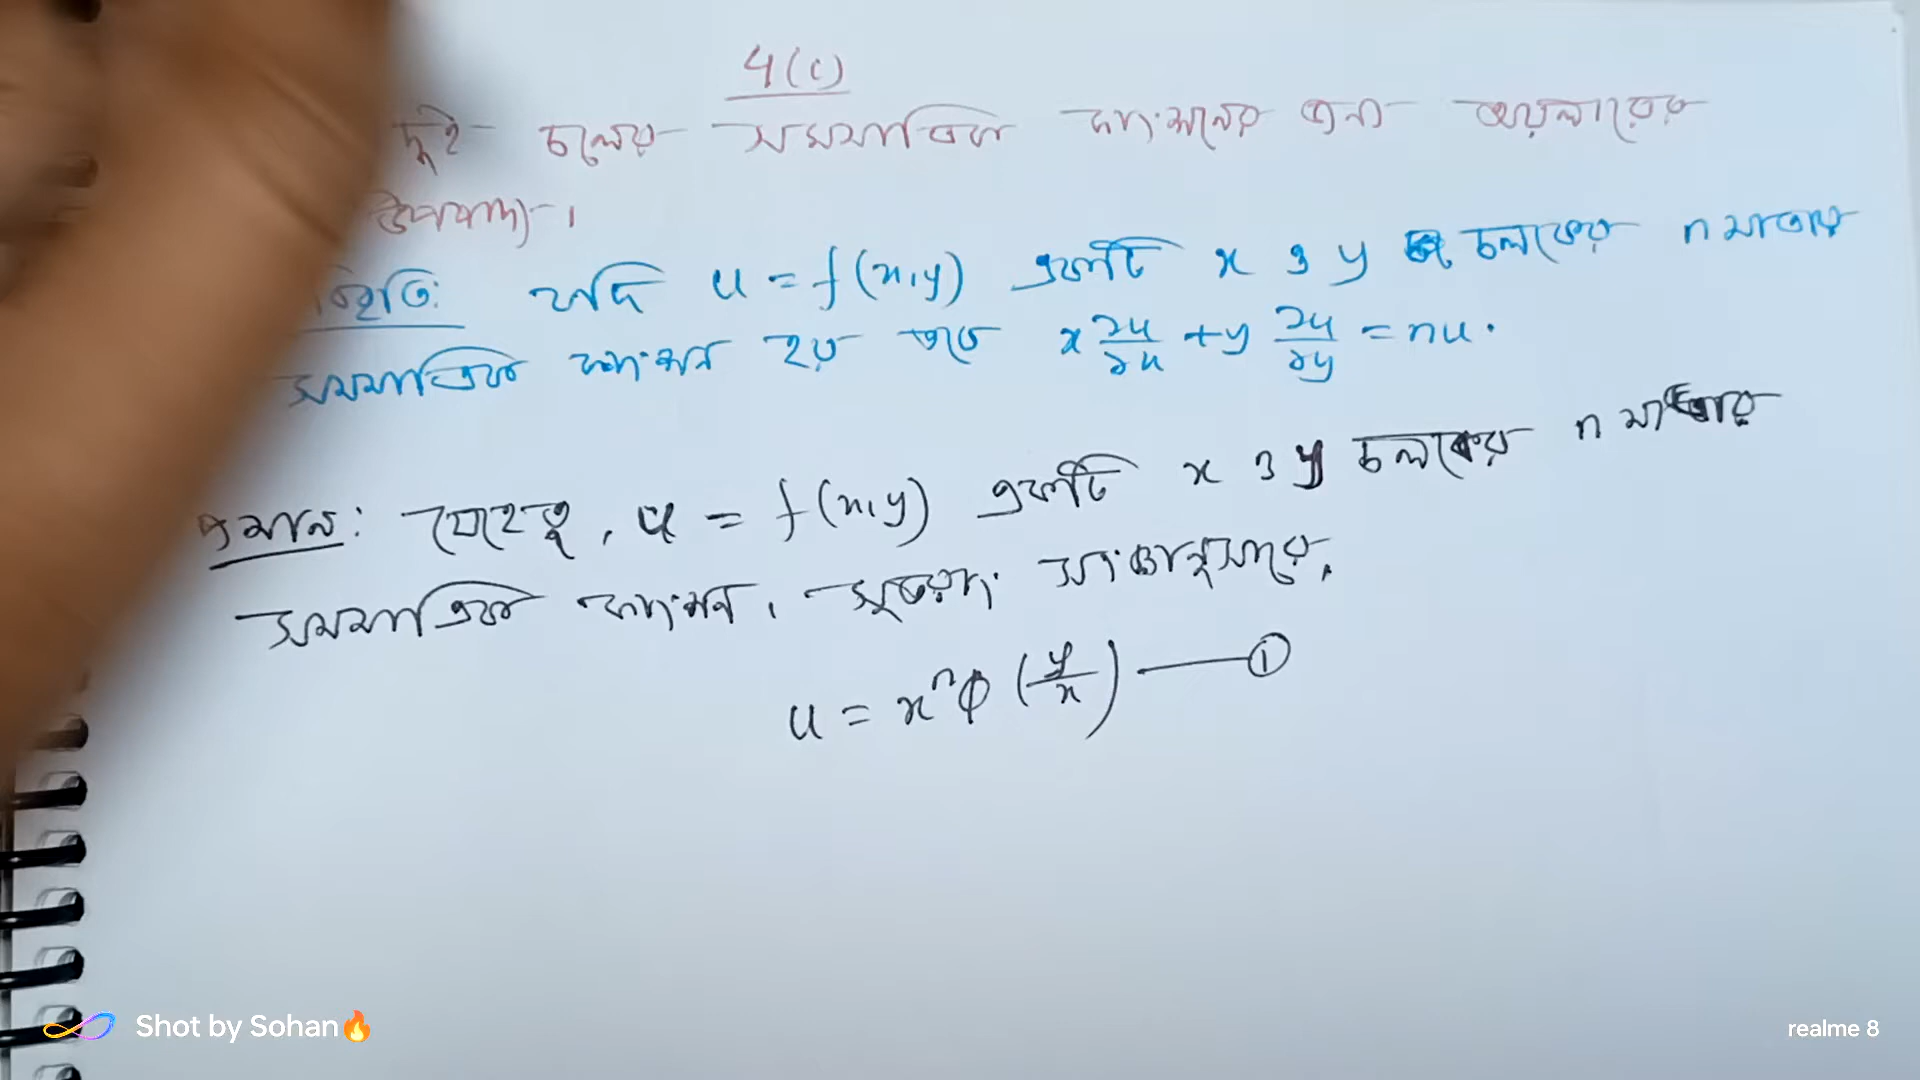 4(c)
দুই চলের সমমাত্রিক ফাংশনের জন্য অয়লারের
উপপাদ্য।
বিবৃতি: যদি u = f(x,y) একটি x ও y চলকের n মাত্রার
সমমাত্রিক ফাংশন হয় তবে x ∂u/∂x + y ∂u/∂y = nu.
প্রমান: যেহেতু, u = f(x,y) একটি x ও y চলকের n মাত্রার
সমমাত্রিক ফাংশন। সুতরাং সংজ্ঞানুসারে,
u = xⁿφ(y/x) —— ①
Shot by Sohan🔥
realme 8